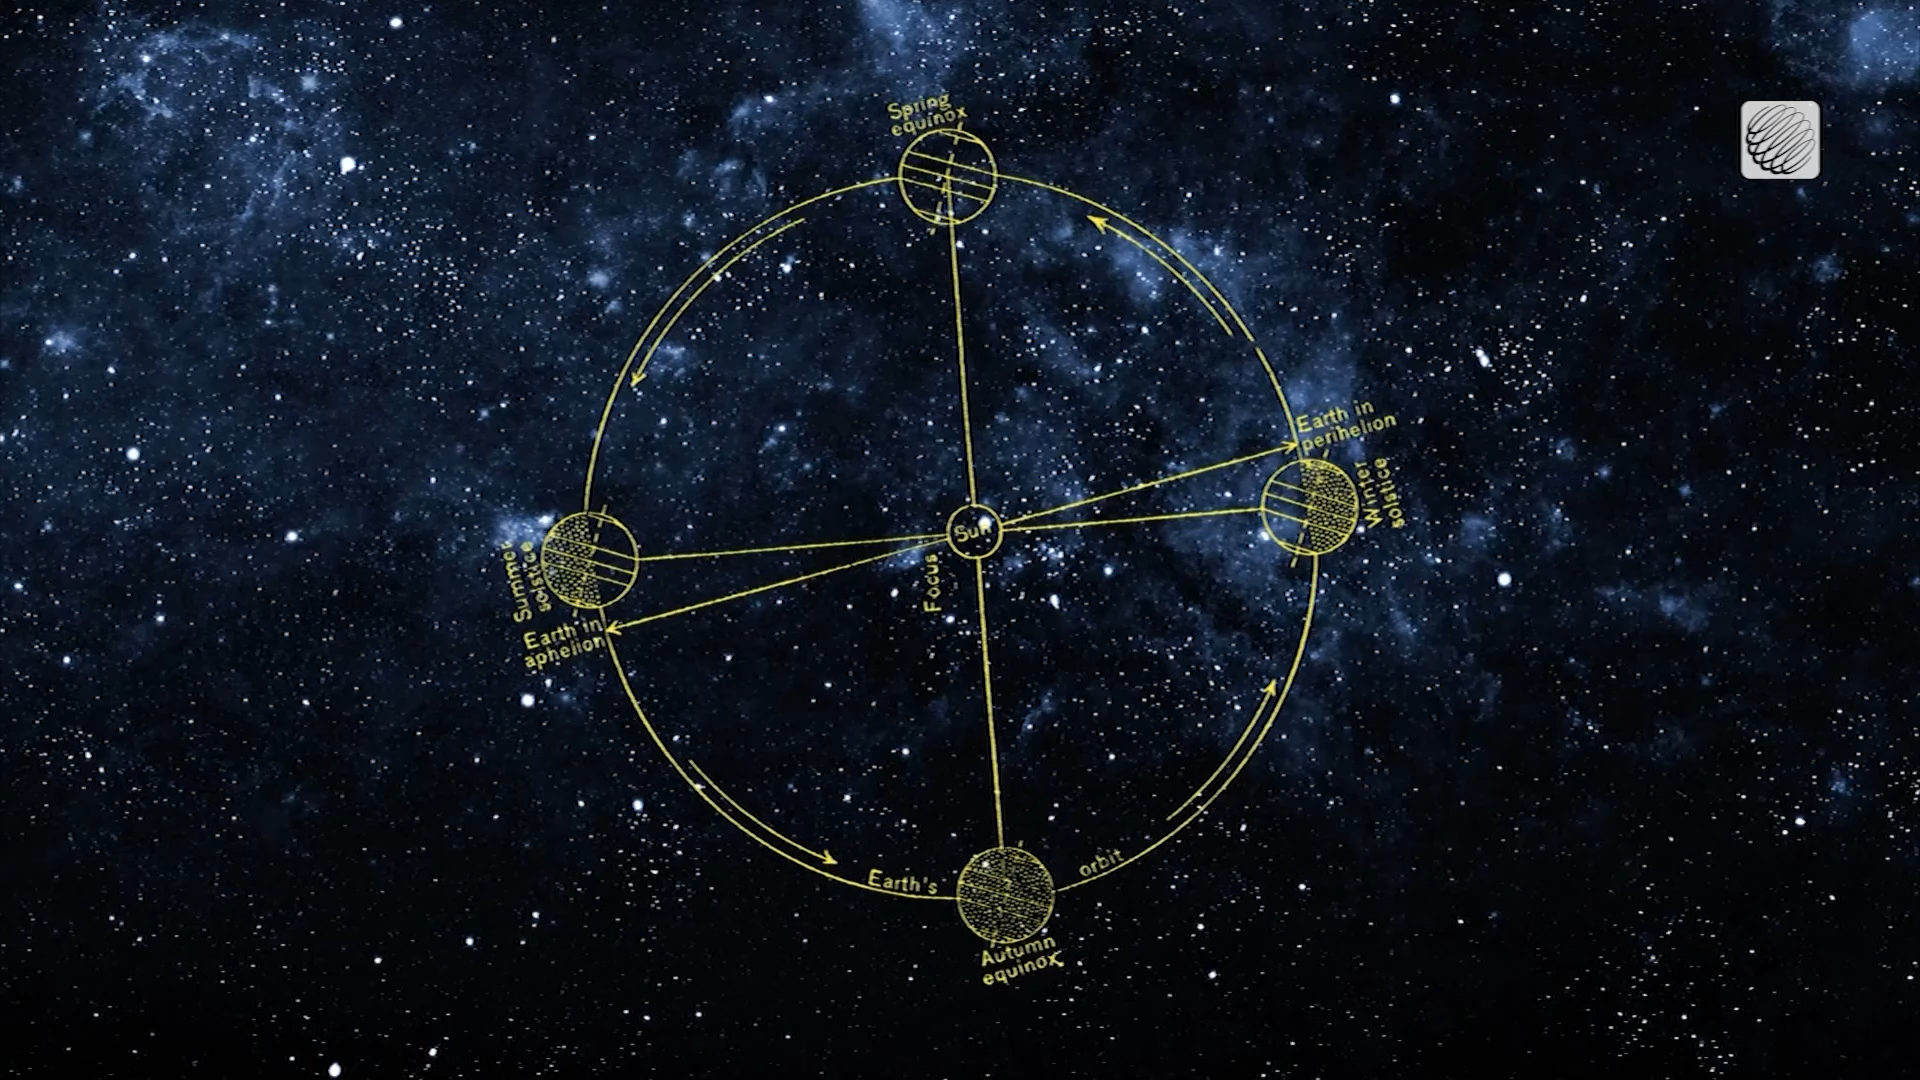 Spring
equinox
Earth in
perihelion
Winter
solstice
Sun
Focus
Summer
solstice
Earth in
aphelion
Earth's
orbit
Autumn
equinox